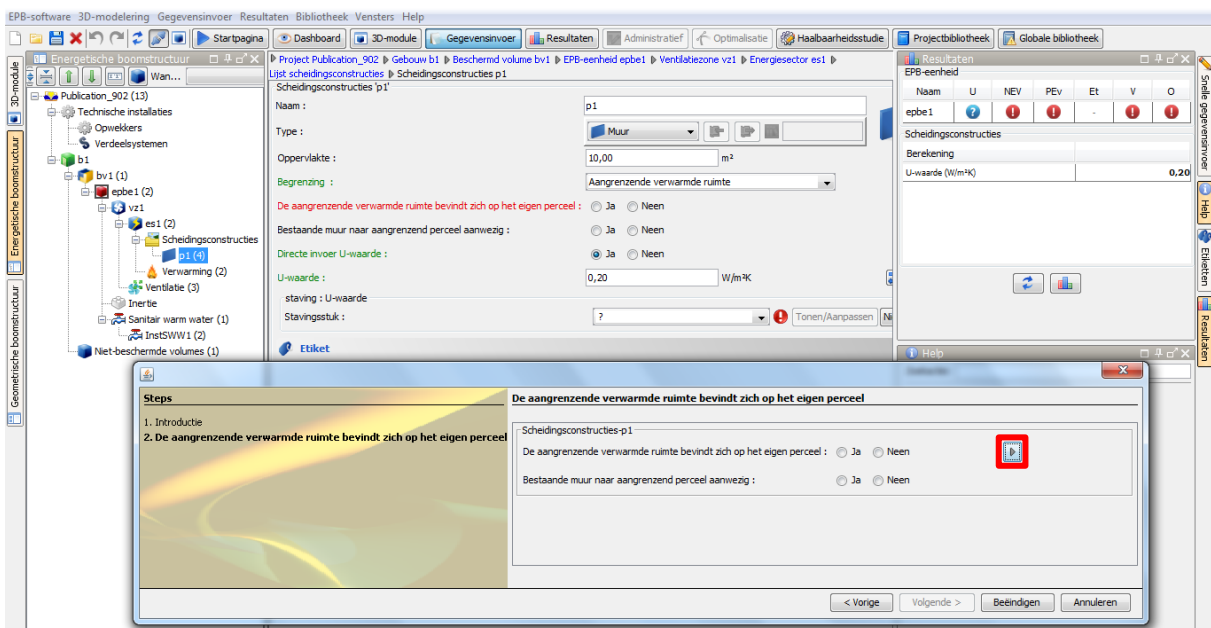 EPB-software 3D-modelering Gegevensinvoer Resultaten Bibliotheek Vensters Help
Startpagina Dashboard 3D-module Gegevensinvoer Resultaten Administratief Optimalisatie Haalbaarheidsstudie Projectbibliotheek Globale bibliotheek
3D-module
Energetische boomstructuur
Geometrische boomstructuur
Energetische boomstructuur
Wan...
Publication_902 (13)
Technische installaties
Opwekkers
Verdeelsystemen
b1
bv1 (1)
epbe1 (2)
vz1
es1 (2)
Scheidingsconstructies
p1 (4)
Verwarming (2)
Ventilatie (3)
Inertie
Sanitair warm water (1)
InstSWW1 (2)
Niet-beschermde volumes (1)
Project Publication_902 Gebouw b1 Beschermd volume bv1 EPB-eenheid epbe1 Ventilatiezone vz1 Energiesector es1
Lijst scheidingsconstructies Scheidingsconstructies p1
Scheidingsconstructies 'p1'
Naam : p1
Type : Muur
Oppervlakte : 10,00 m²
Begrenzing : Aangrenzende verwarmde ruimte
De aangrenzende verwarmde ruimte bevindt zich op het eigen perceel : Ja Neen
Bestaande muur naar aangrenzend perceel aanwezig : Ja Neen
Directe invoer U-waarde : Ja Neen
U-waarde : 0,20 W/m²K
staving : U-waarde
Stavingsstuk : ? Tonen/Aanpassen Ni
Etiket
Resultaten
EPB-eenheid
Naam U NEV PEv Et V O
epbe1 ? ! ! - ! !
Scheidingsconstructies
Berekening
U-waarde (W/m²K) 0,20
Help
Snelle gegevensinvoer
Help
Etiketten
Resultaten
Steps
1. Introductie
2. De aangrenzende verwarmde ruimte bevindt zich op het eigen perceel
De aangrenzende verwarmde ruimte bevindt zich op het eigen perceel
Scheidingsconstructies-p1
De aangrenzende verwarmde ruimte bevindt zich op het eigen perceel : Ja Neen
Bestaande muur naar aangrenzend perceel aanwezig : Ja Neen
< Vorige Volgende > Beëindigen Annuleren